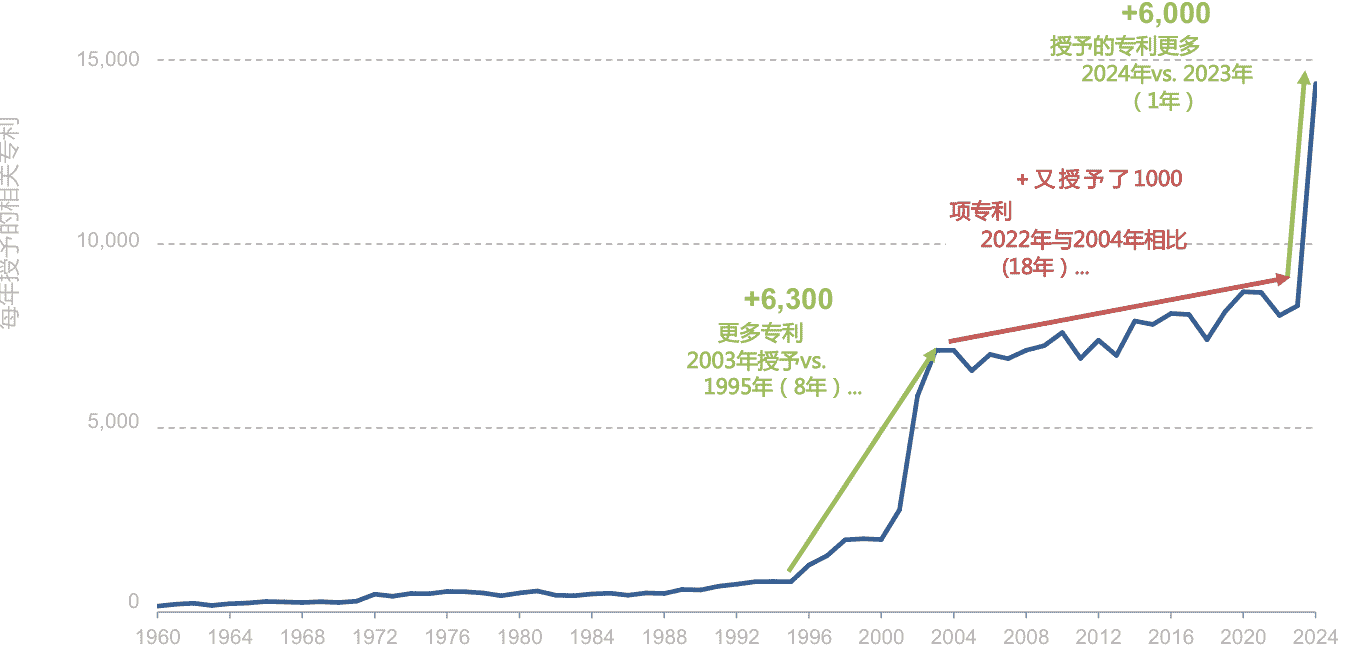 +6,000
授予的专利更多
2024年vs. 2023年
（1年）
15,000
每年授予的相关专利
+又授予了1000
项专利
2022年与2004年相比
(18年）...
10,000
+6,300
更多专利
2003年授予vs.
1995年（8年）...
5,000
0
1960 1964 1968 1972 1976 1980 1984 1988 1992 1996 2000 2004 2008 2012 2016 2020 2024